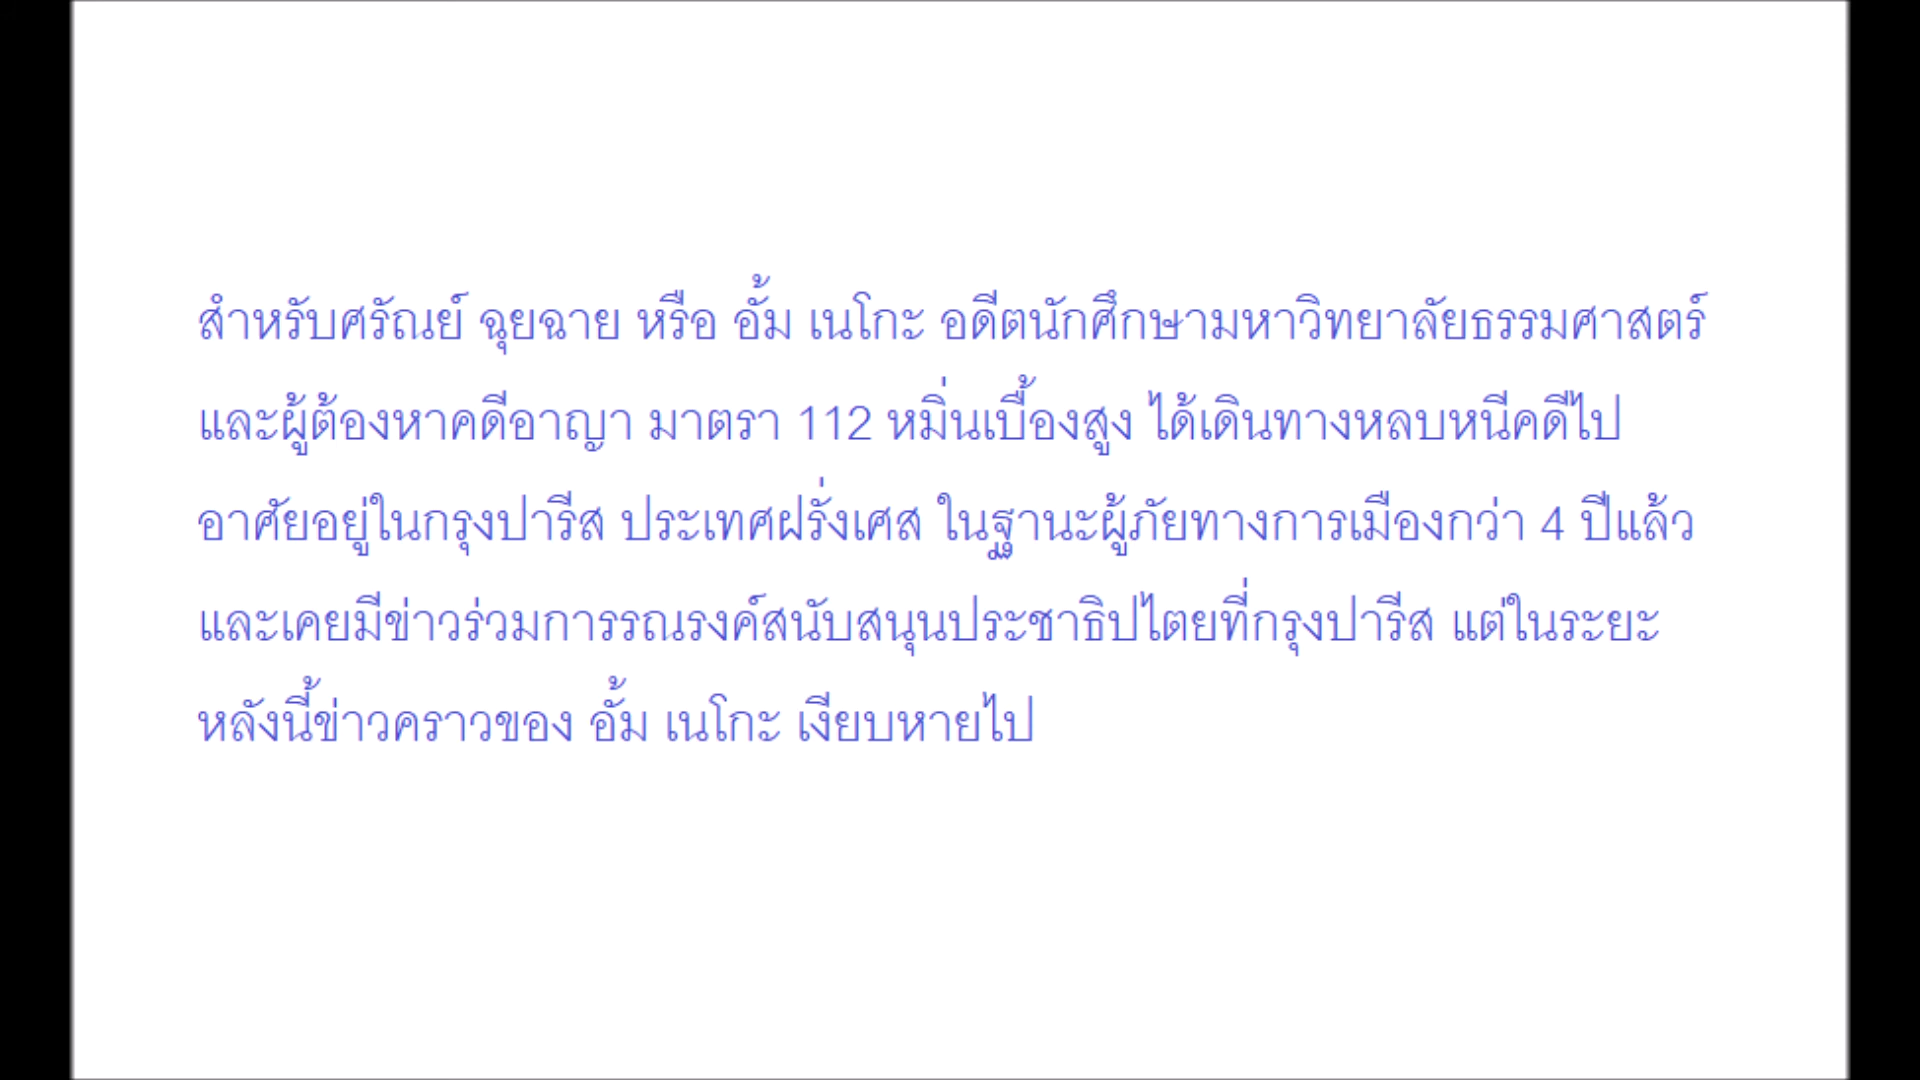 สำหรับศรัณย์ ฉุยฉาย หรือ อั้ม เนโกะ อดีตนักศึกษามหาวิทยาลัยธรรมศาสตร์
และผู้ต้องหาคดีอาญา มาตรา 112 หมิ่นเบื้องสูง ได้เดินทางหลบหนีคดีไป
อาศัยอยู่ในกรุงปารีส ประเทศฝรั่งเศส ในฐานะผู้ภัยทางการเมืองกว่า 4 ปีแล้ว
และเคยมีข่าวร่วมการรณรงค์สนับสนุนประชาธิปไตยที่กรุงปารีส แต่ในระยะ
หลังนี้ข่าวคราวของ อั้ม เนโกะ เงียบหายไป